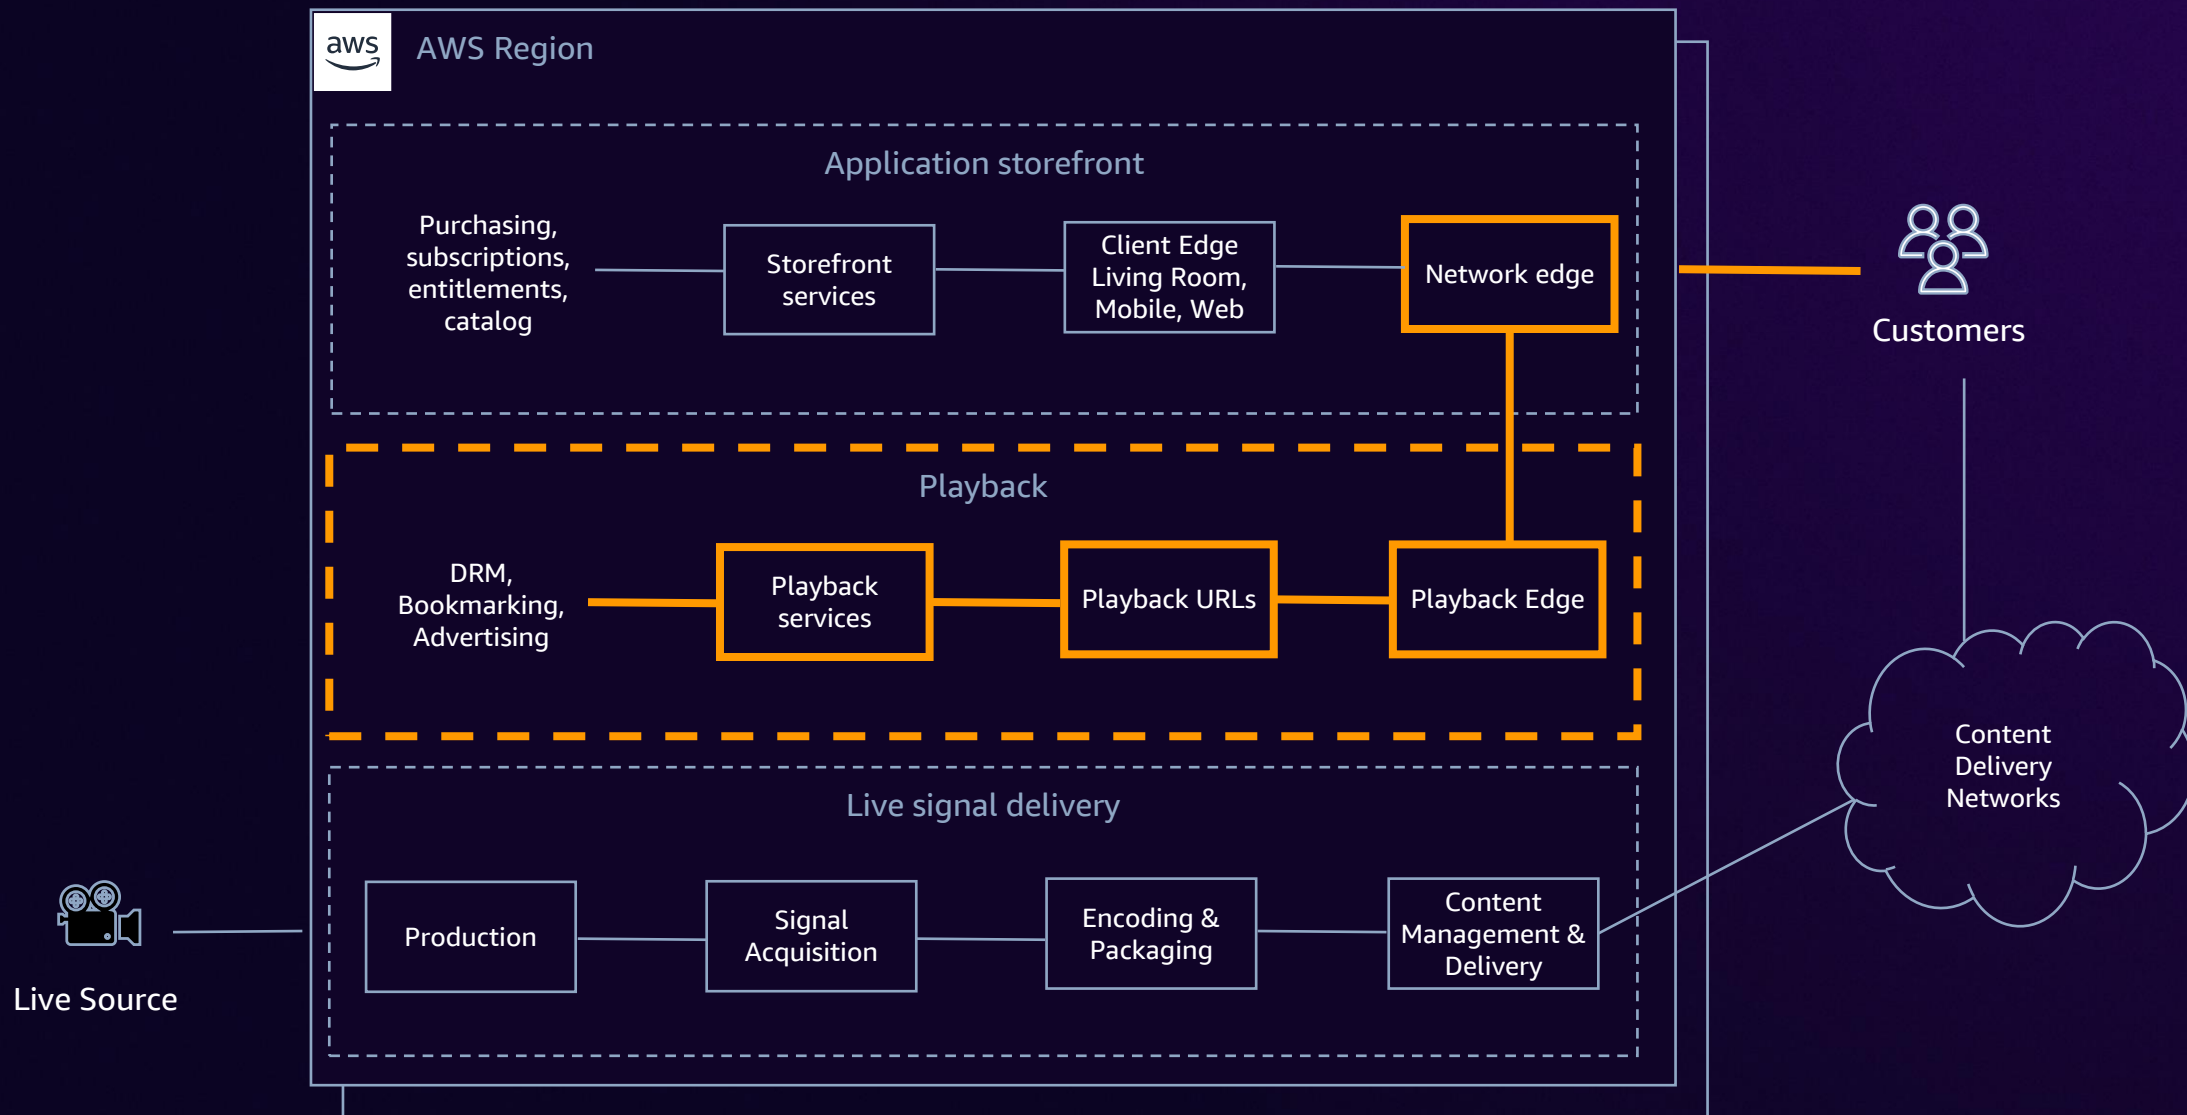 aws
AWS Region
Application storefront
Purchasing,
subscriptions,
entitlements,
catalog
Storefront
services
Client Edge
Living Room,
Mobile, Web
Network edge
Customers
Playback
DRM,
Bookmarking,
Advertising
Playback
services
Playback URLs
Playback Edge
Content
Delivery
Networks
Live signal delivery
Production
Signal
Acquisition
Encoding &
Packaging
Content
Management &
Delivery
Live Source